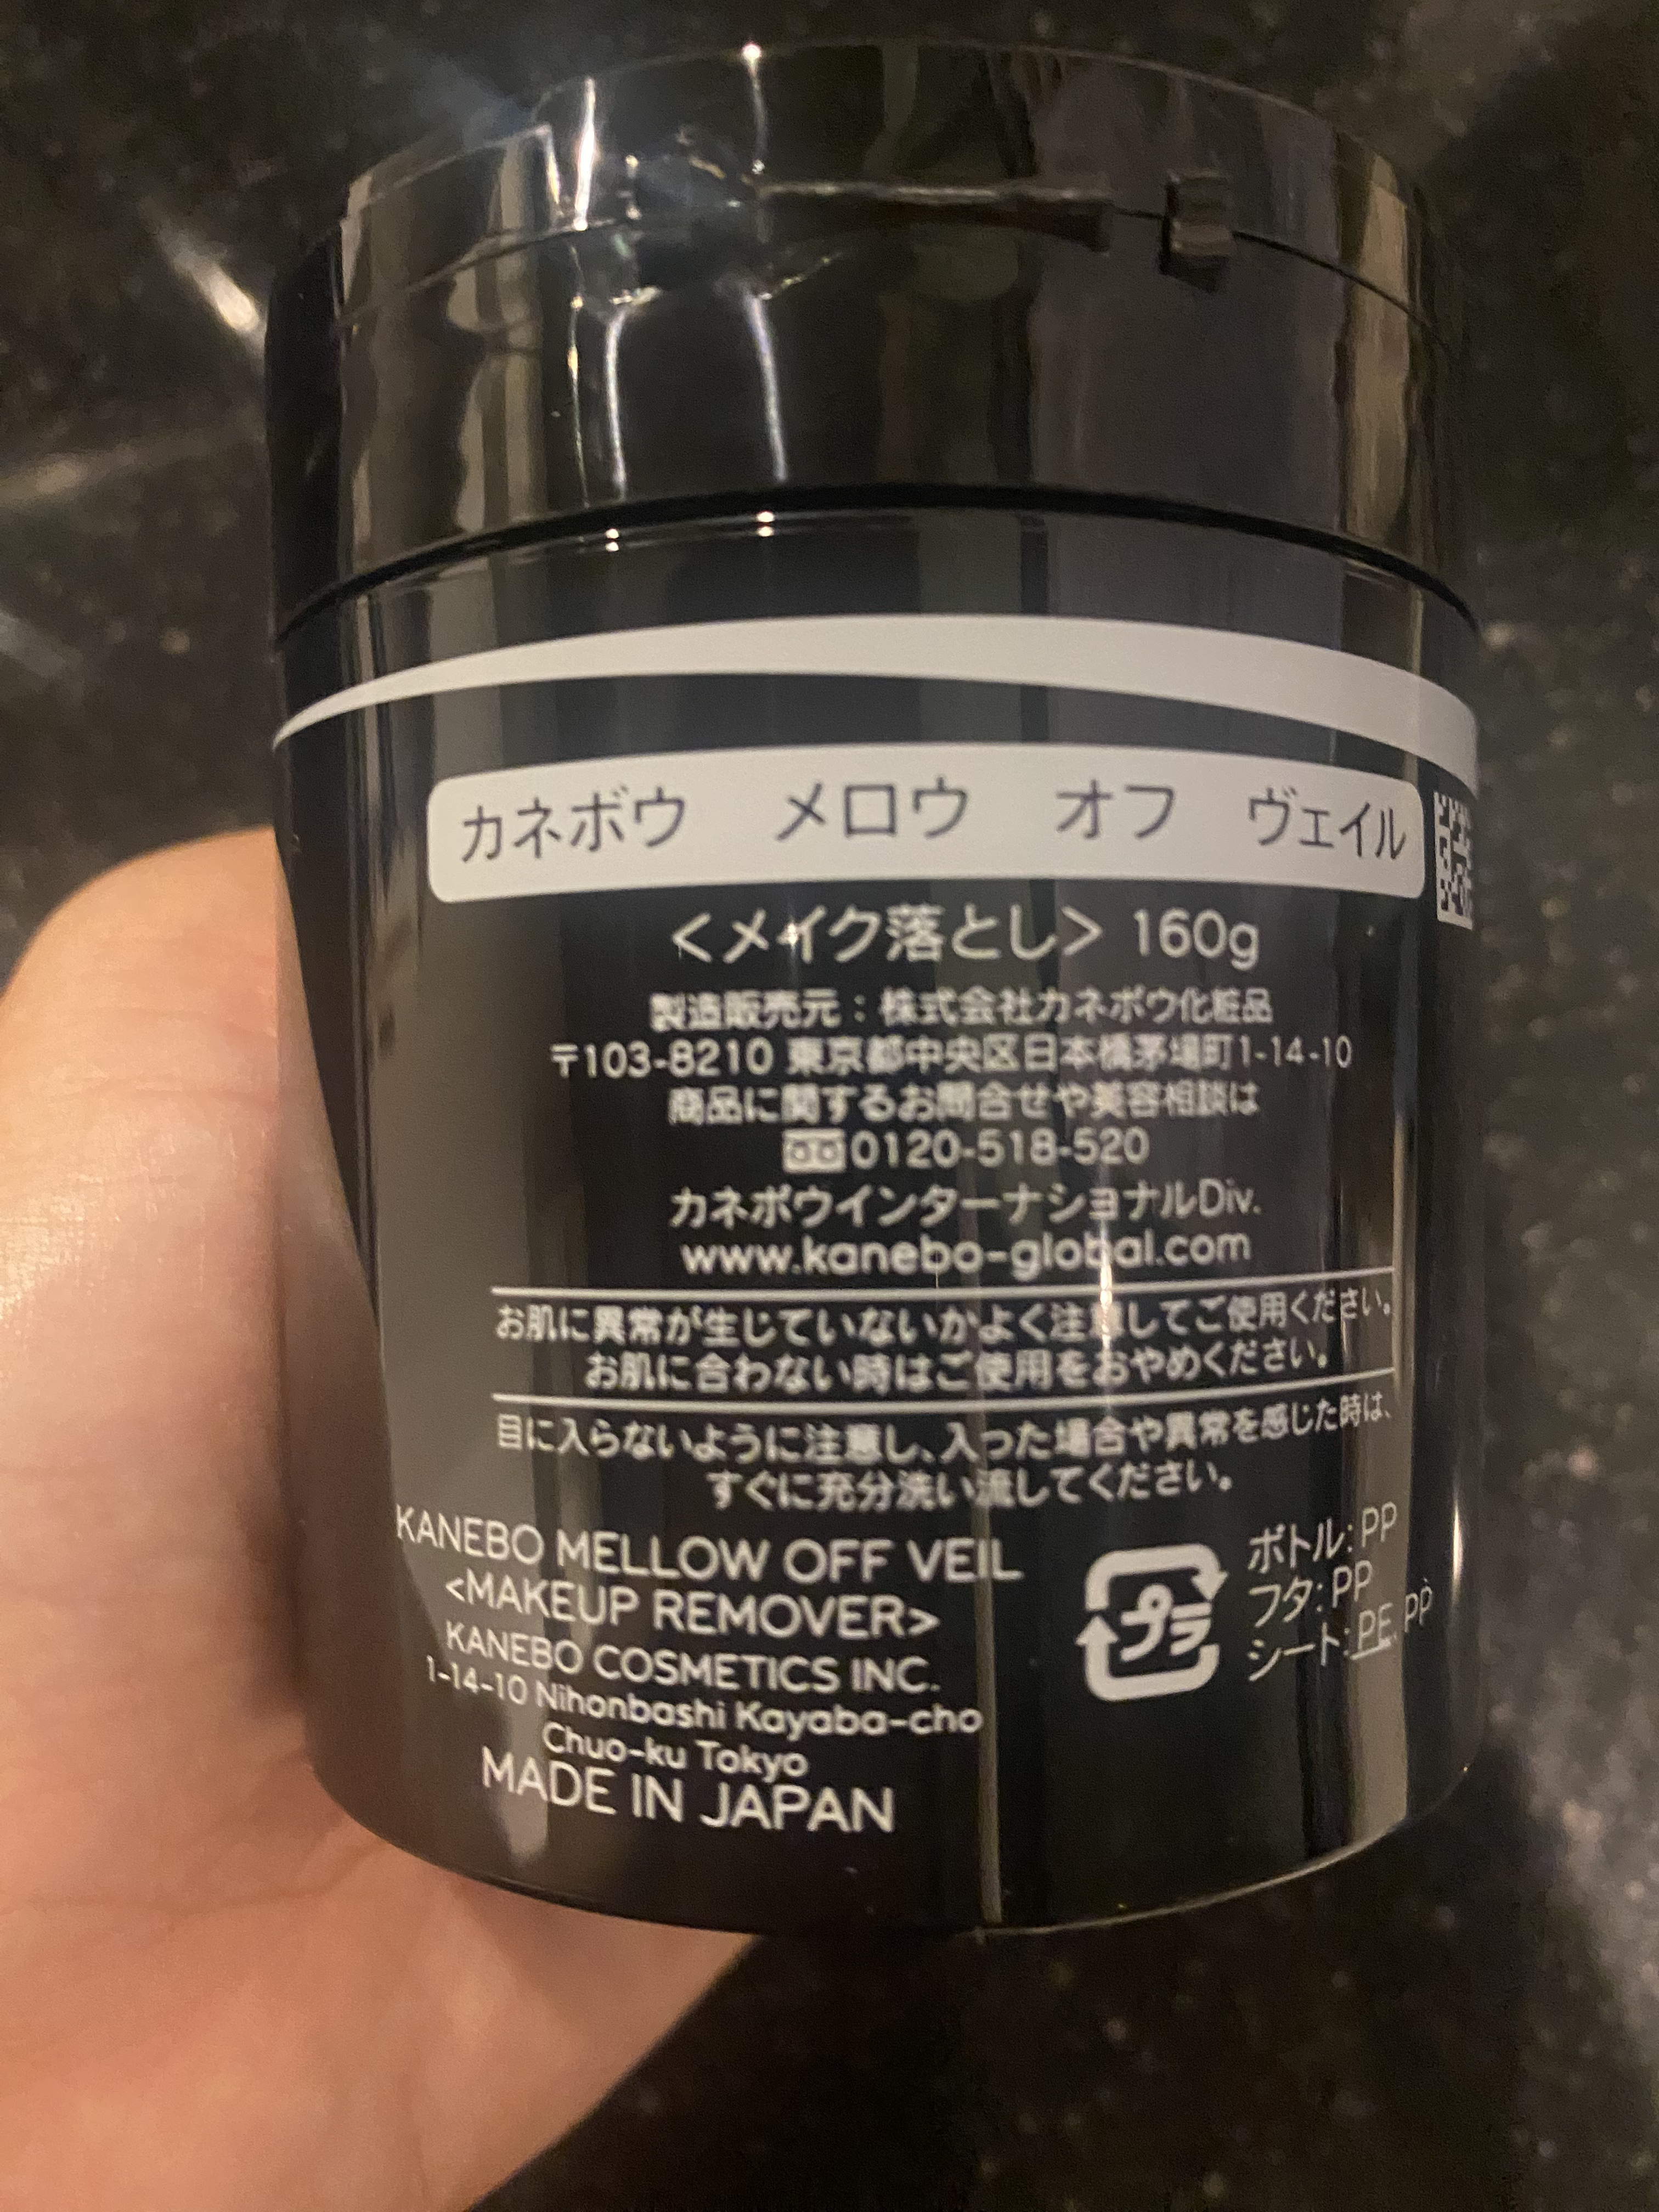 カネボウ メロウ オフ ヴェイル
<メイク落とし> 160g
製造販売元：株式会社カネボウ化粧品
〒103-8210 東京都中央区日本橋茅場町1-14-10
商品に関するお問合せや美容相談は
0120-518-520
カネボウインターナショナルDiv.
www.kanebo-global.com
お肌に異常が生じていないかよく注意してご使用ください。
お肌に合わない時はご使用をおやめください。
目に入らないように注意し、入った場合や異常を感じた時は、
すぐに充分洗い流してください。
KANEBO MELLOW OFF VEIL
<MAKEUP REMOVER>
KANEBO COSMETICS INC.
1-14-10 Nihonbashi Kayaba-cho
Chuo-ku Tokyo
MADE IN JAPAN
プラ
ボトル: PP
フタ: PP
シート: PE, PP